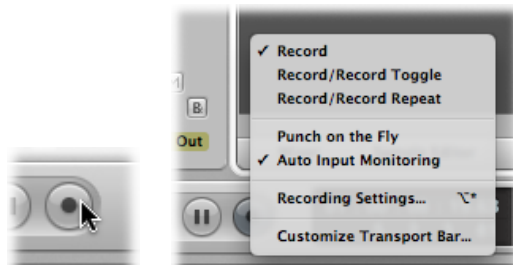 ✓ Record
Record/Record Toggle
Record/Record Repeat
Punch on the Fly
✓ Auto Input Monitoring
Recording Settings... ⌥*
Customize Transport Bar...
Out